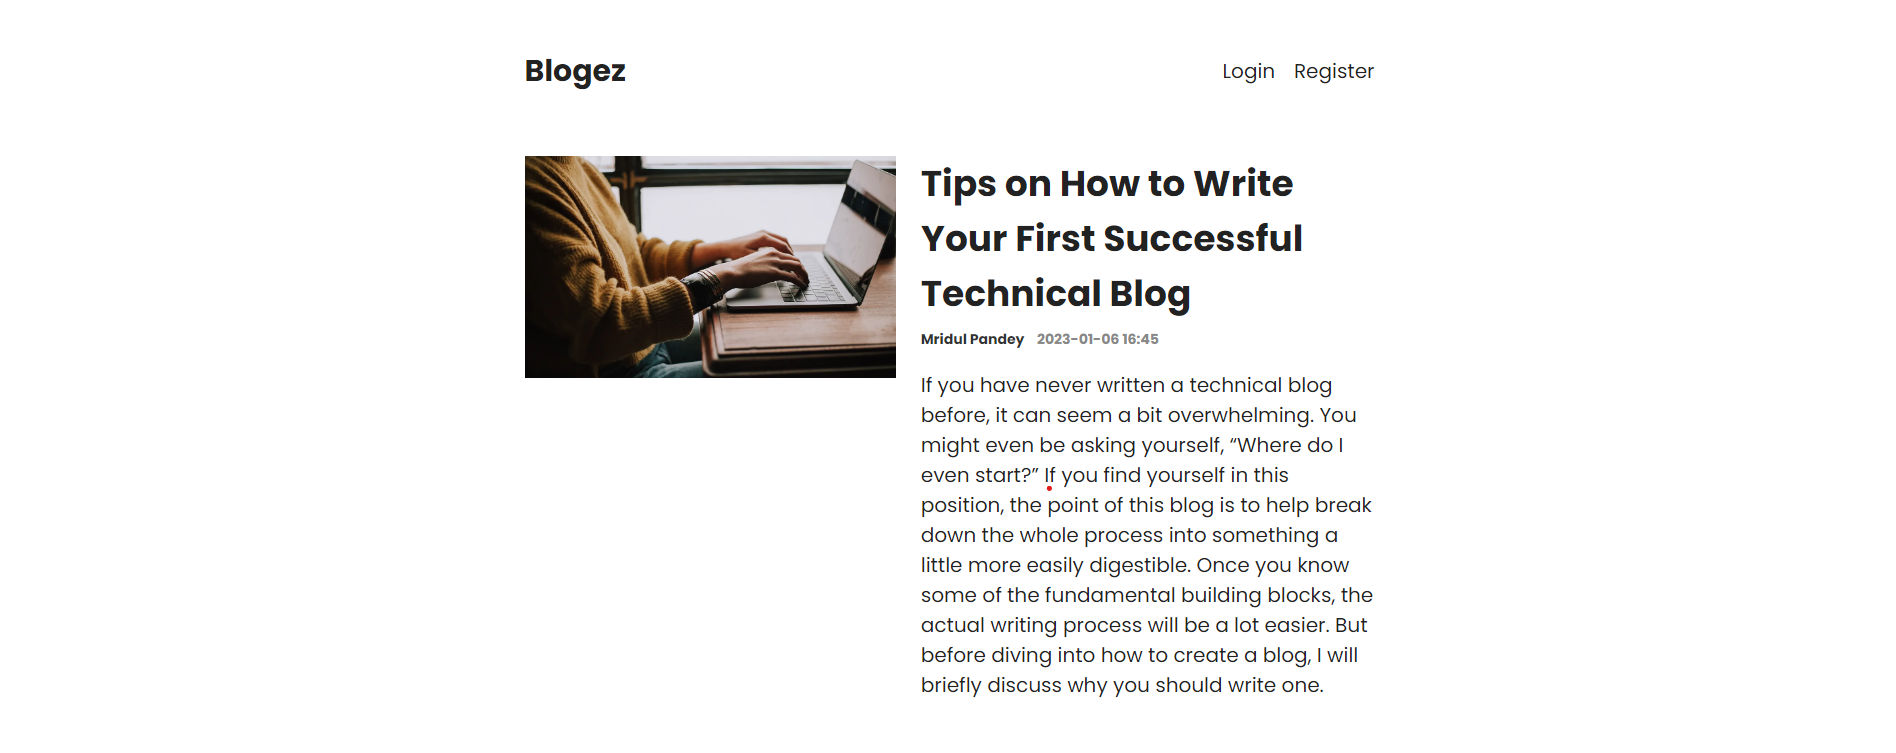 Blogez
Login Register
Tips on How to Write
Your First Successful
Technical Blog
Mridul Pandey 2023-01-06 16:45
If you have never written a technical blog
before, it can seem a bit overwhelming. You
might even be asking yourself, “Where do I
even start?” If you find yourself in this
position, the point of this blog is to help break
down the whole process into something a
little more easily digestible. Once you know
some of the fundamental building blocks, the
actual writing process will be a lot easier. But
before diving into how to create a blog, I will
briefly discuss why you should write one.